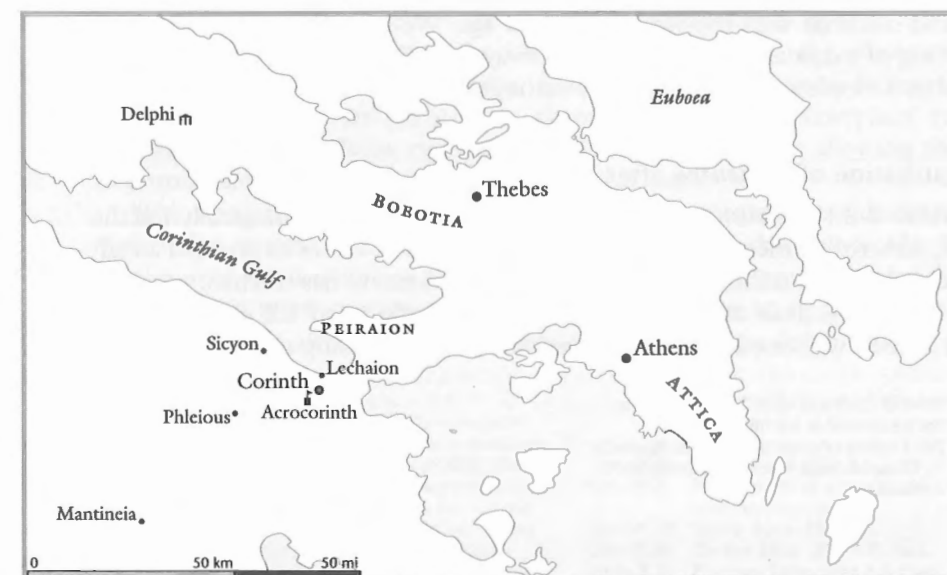 Euboea
Delphi
Thebes
BOBOTIA
Corinthian Gulf
PEIRAION
Sicyon
Lechaion
Athens
Corinth
Acrocorinth
Phleious
ATTICA
Mantineia
0 50 km 50 mi